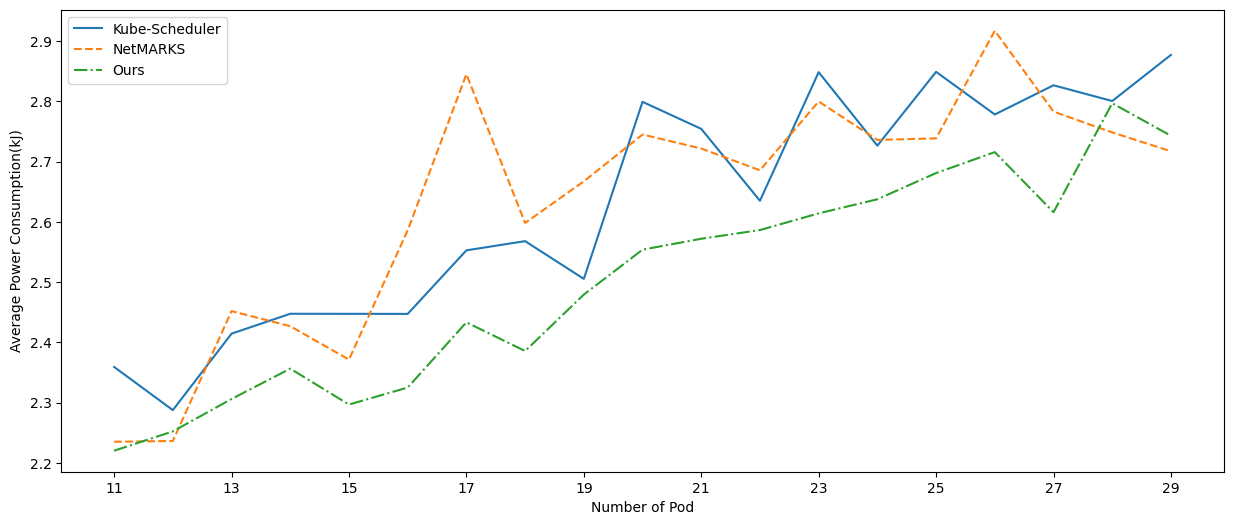 Kube-Scheduler
NetMARKS
Ours
Average Power Consumption(kJ)
2.9
2.8
2.7
2.6
2.5
2.4
2.3
2.2
11 13 15 17 19 21 23 25 27 29
Number of Pod